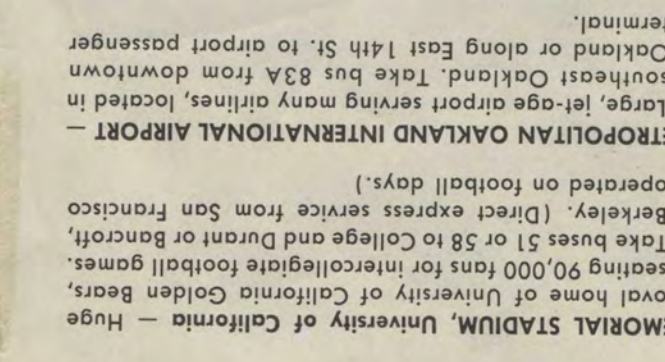 EMORIAL STADIUM, University of California — Huge
oval home of University of California Golden Bears,
seating 90,000 fans for intercollegiate football games.
Take buses 51 or 58 to College and Durant or Bancroft,
Berkeley. (Direct express service from San Francisco
operated on football days.)
ETROPOLITAN OAKLAND INTERNATIONAL AIRPORT —
Large, jet-age airport serving many airlines, located in
southeast Oakland. Take bus 83A from downtown
Oakland or along East 14th St. to airport passenger
terminal.